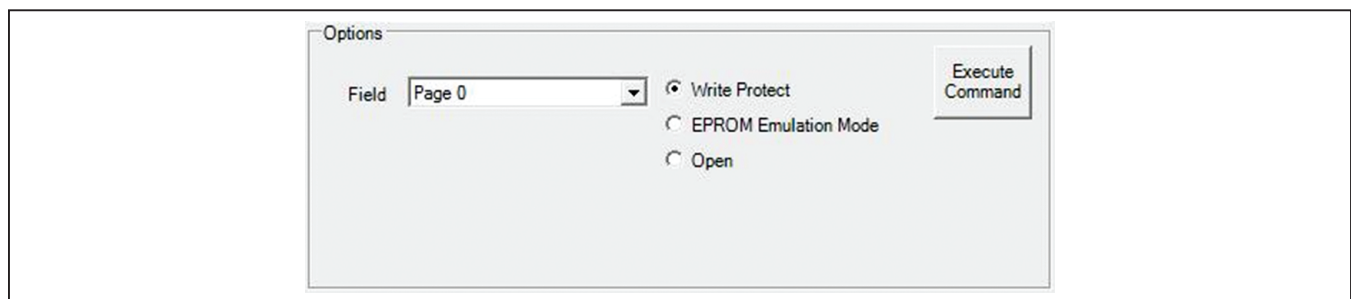 Options
Field
Page 0
Write Protect
EPROM Emulation Mode
Open
Execute
Command